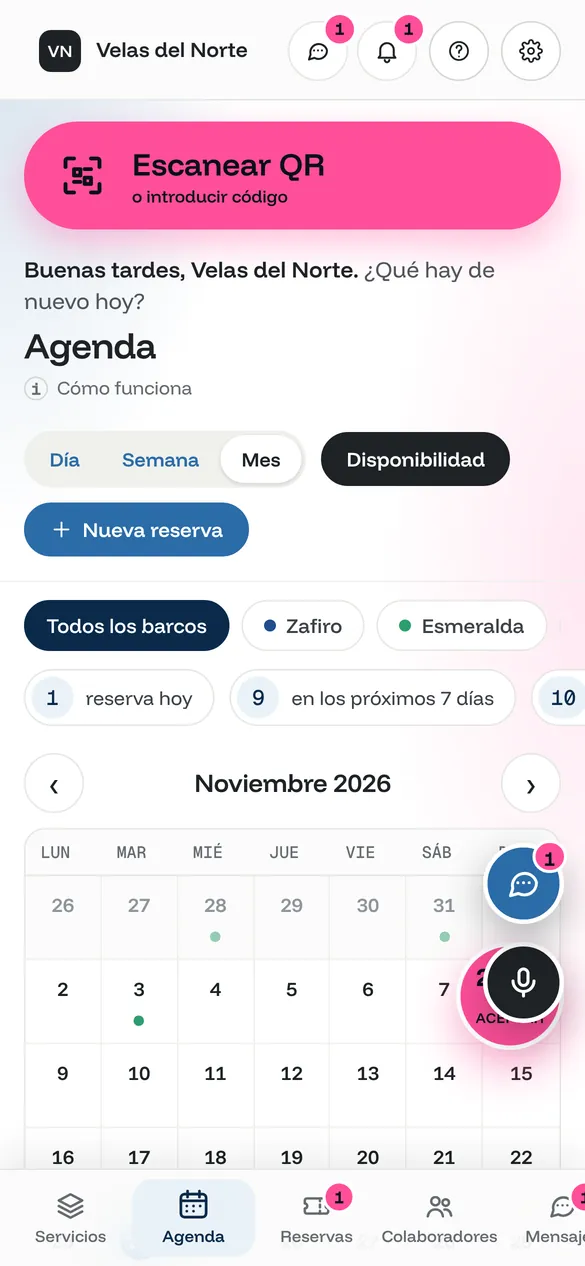 VN Velas del Norte 1 1
Escanear QR
o introducir código
Buenas tardes, Velas del Norte. ¿Qué hay de
nuevo hoy?
Agenda
i Cómo funciona
Día Semana Mes Disponibilidad
+ Nueva reserva
Todos los barcos Zafiro Esmeralda
1 reserva hoy 9 en los próximos 7 días 10
‹ Noviembre 2026 ›
LUN MAR MIÉ JUE VIE SÁB
1
26 27 28 29 30 31
2 3 4 5 6 7
9 10 11 12 13 14 15
16 17 18 19 20 21 22
1 1
Servicios Agenda Reservas Colaboradores Mensaje